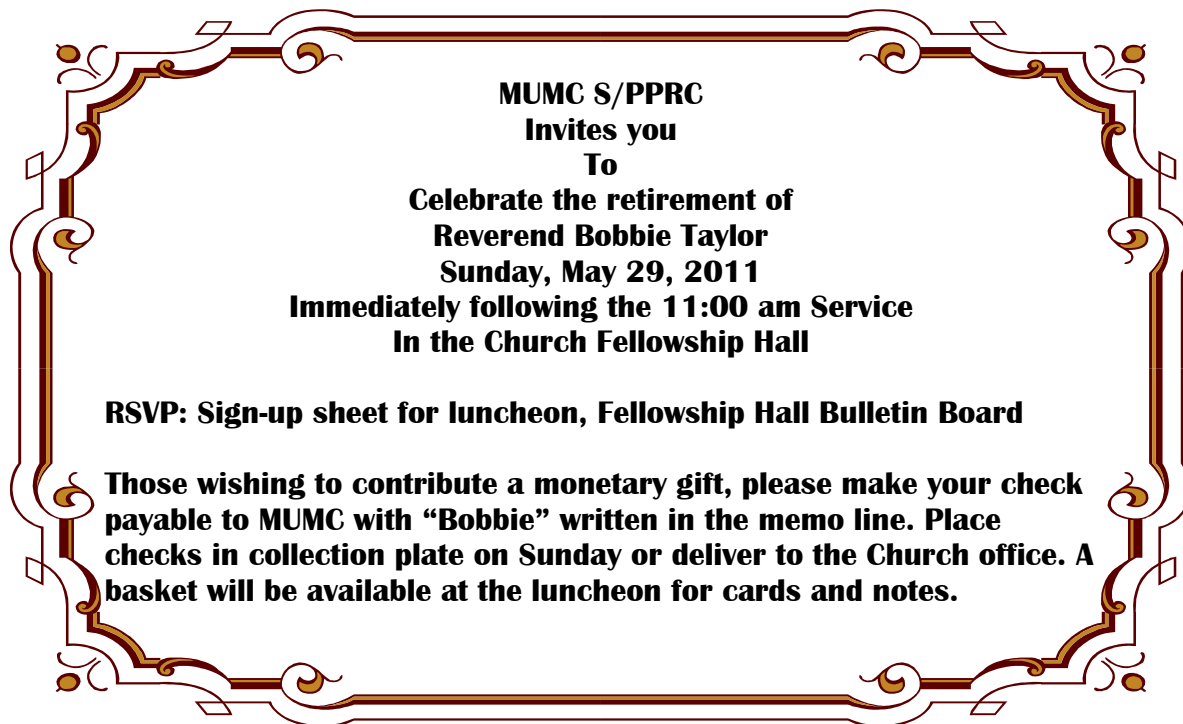 MUMC S/PPRC
Invites you
To
Celebrate the retirement of
Reverend Bobbie Taylor
Sunday, May 29, 2011
Immediately following the 11:00 am Service
In the Church Fellowship Hall
RSVP: Sign-up sheet for luncheon, Fellowship Hall Bulletin Board
Those wishing to contribute a monetary gift, please make your check
payable to MUMC with “Bobbie” written in the memo line. Place
checks in collection plate on Sunday or deliver to the Church office. A
basket will be available at the luncheon for cards and notes.